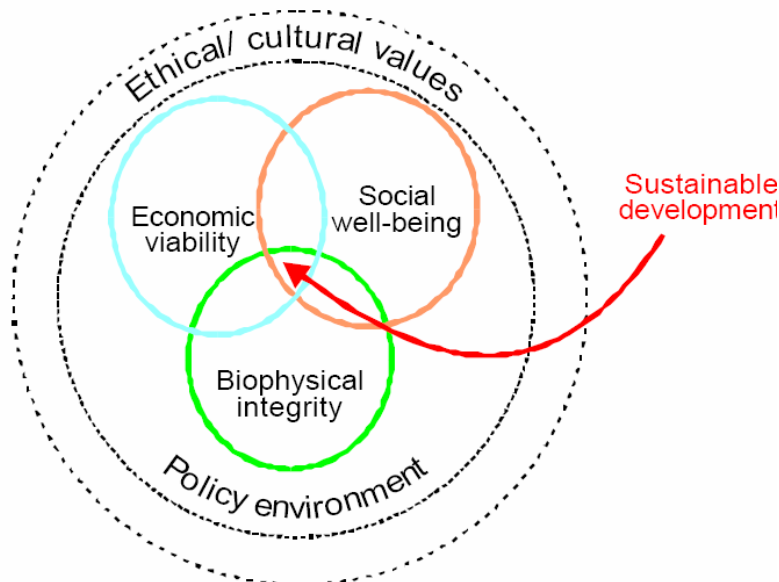 Ethical/ cultural values
Economic
viability
Social
well-being
Sustainable
development
Biophysical
integrity
Policy environment